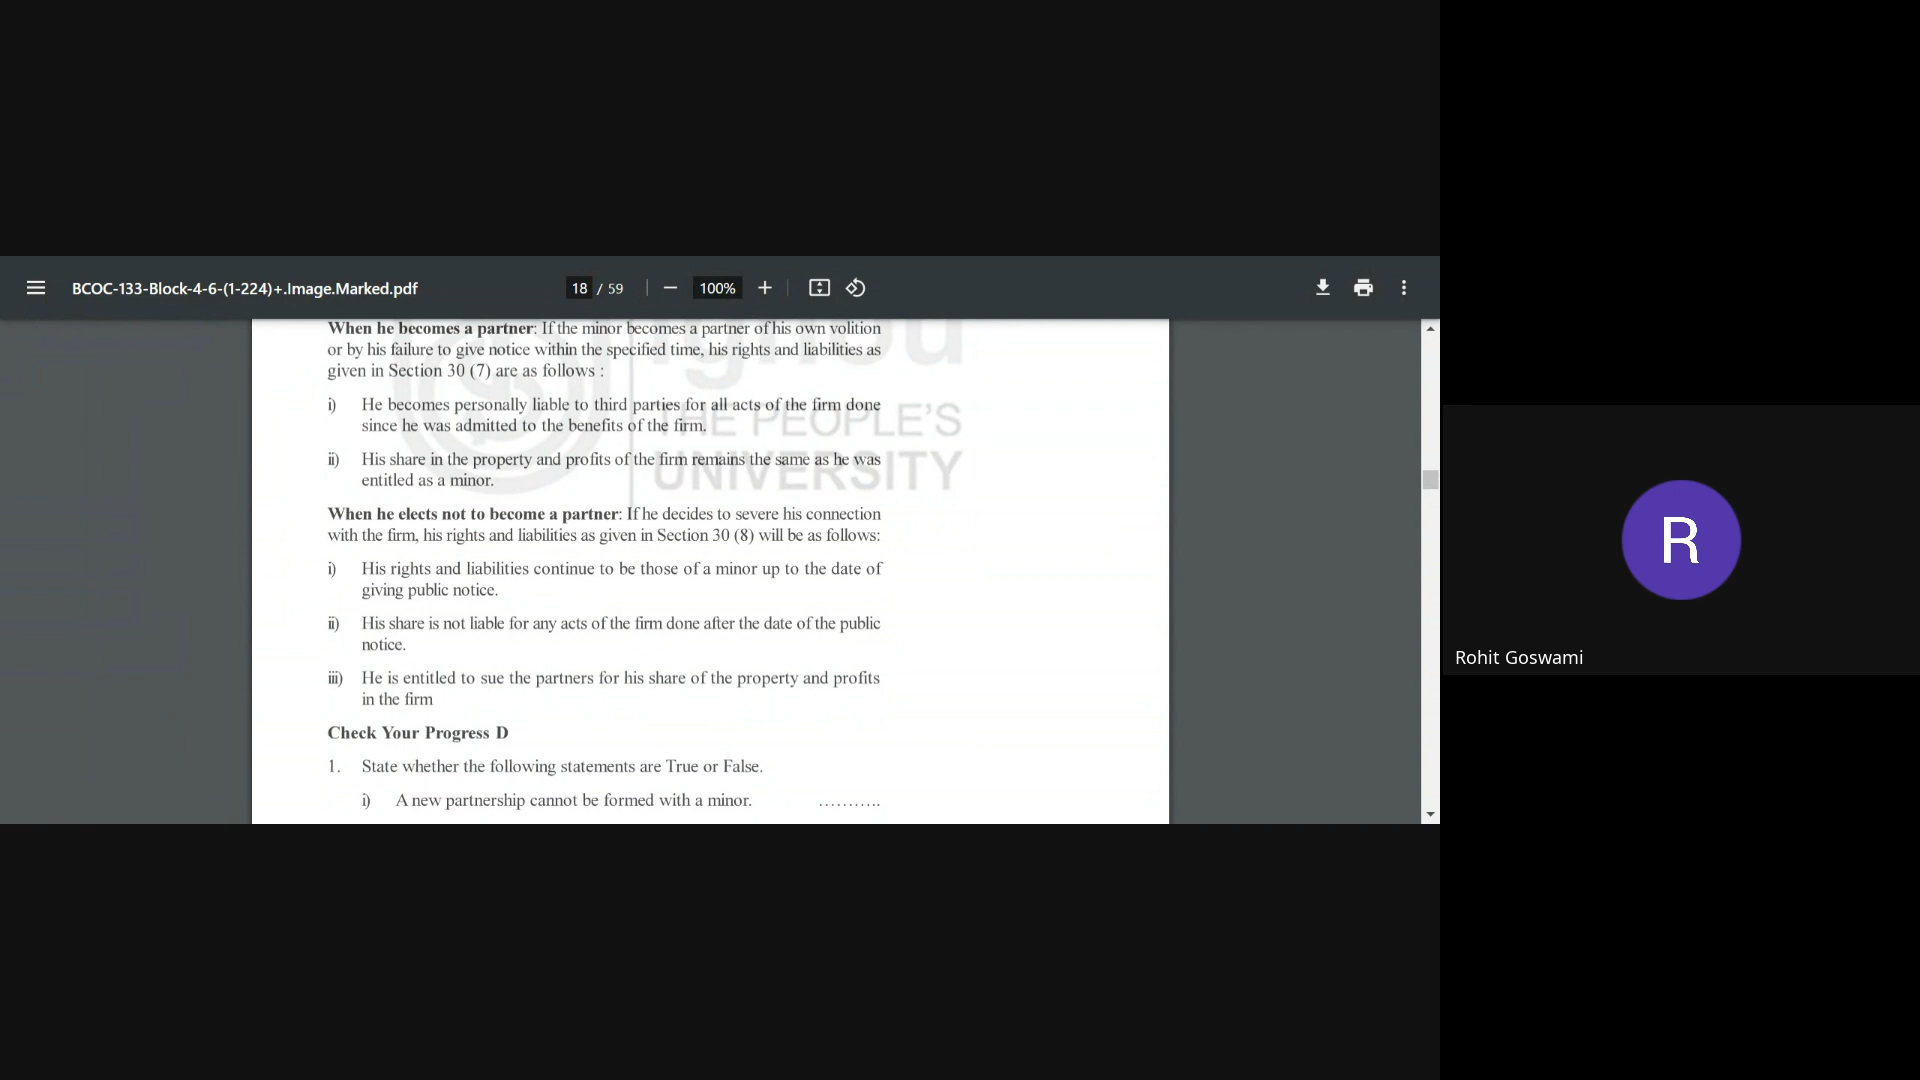 BCOC-133-Block-4-6-(1-224)+.Image.Marked.pdf
18 / 59
100%
When he becomes a partner: If the minor becomes a partner of his own volition
or by his failure to give notice within the specified time, his rights and liabilities as
given in Section 30 (7) are as follows :
i) He becomes personally liable to third parties for all acts of the firm done
since he was admitted to the benefits of the firm.
ii) His share in the property and profits of the firm remains the same as he was
entitled as a minor.
When he elects not to become a partner: If he decides to severe his connection
with the firm, his rights and liabilities as given in Section 30 (8) will be as follows:
i) His rights and liabilities continue to be those of a minor up to the date of
giving public notice.
ii) His share is not liable for any acts of the firm done after the date of the public
notice.
iii) He is entitled to sue the partners for his share of the property and profits
in the firm
Check Your Progress D
1. State whether the following statements are True or False.
i) A new partnership cannot be formed with a minor. ...........
ignou
THE PEOPLE'S
UNIVERSITY
R
Rohit Goswami